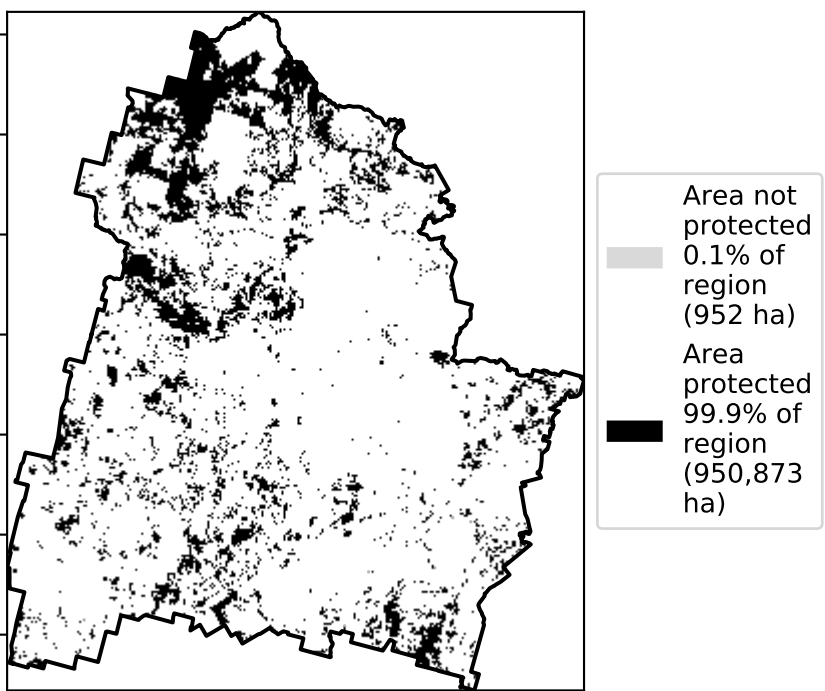 Area not
protected
0.1% of
region
(952 ha)
Area
protected
99.9% of
region
(950,873
ha)